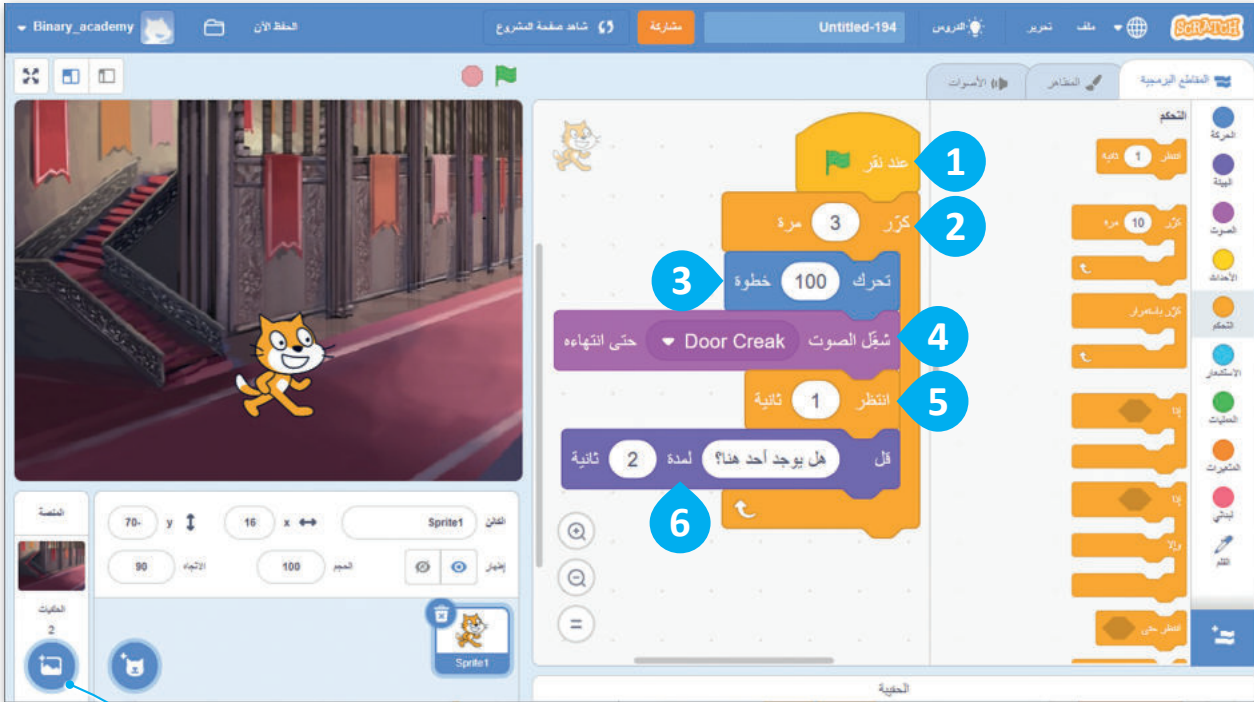 SCRATCH
ملف
تحرير
الدروس
Untitled-194
مشاركة
شاهد صفحة المشروع
الحفظ الآن
Binary_academy
المقاطع البرمجية
المظاهر
الأصوات
الحركة
الهيئة
الصوت
الأحداث
التحكم
الاستشعار
العمليات
المتغيرات
لبناتي
القلم
التحكم
انتظر 1 ثانية
كرّر 10 مرة
كرّر باستمرار
إذا
إذا
وإلا
انتظر حتى
عند نقر
1
كرّر 3 مرة
2
تحرك 100 خطوة
3
شغّل الصوت Door Creak حتى انتهاءه
4
انتظر 1 ثانية
5
قل هل يوجد أحد هنا؟ لمدة 2 ثانية
6
=
الحقيبة
الكائن Sprite1 x 16 y -70
إظهار الحجم 100 الاتجاه 90
Sprite1
المنصة
الخلفيات
2